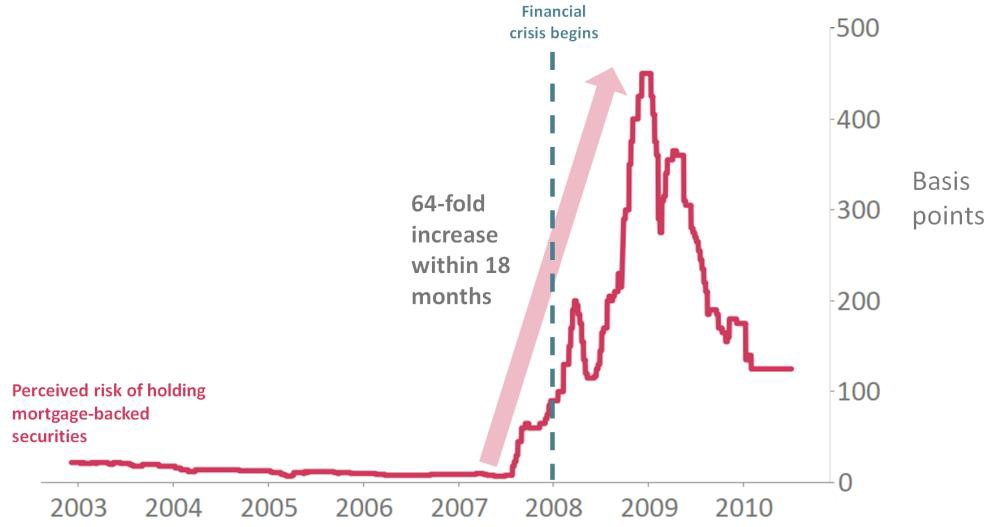 Financial
crisis begins
500
400
300
200
100
0
Basis
points
64-fold
increase
within 18
months
Perceived risk of holding
mortgage-backed
securities
2003 2004 2005 2006 2007 2008 2009 2010